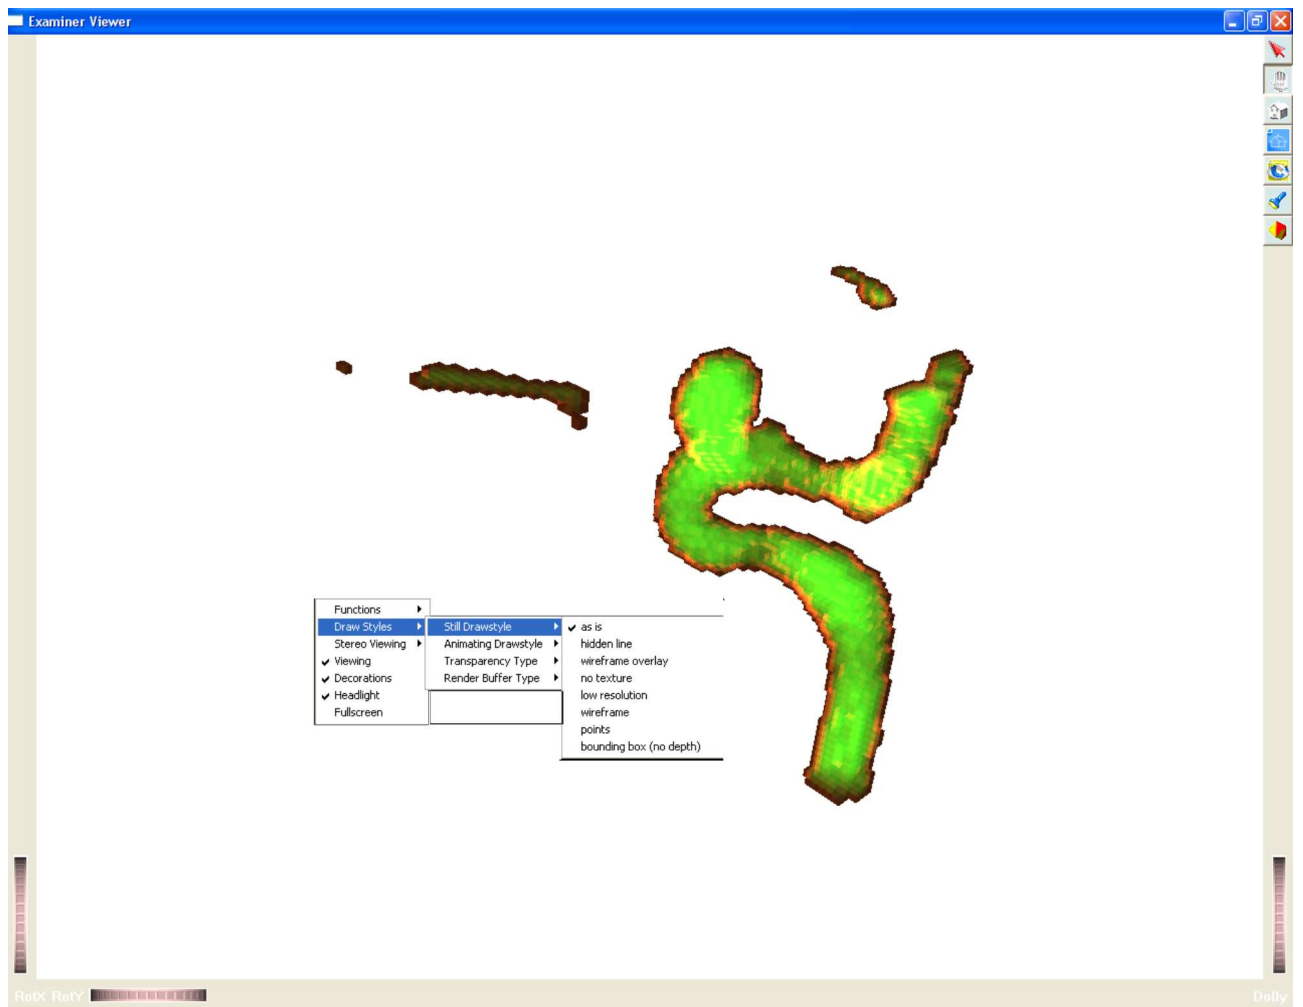 Examiner Viewer
Functions
Draw Styles
Stereo Viewing
Viewing
Decorations
Headlight
Fullscreen
Still Drawstyle
Animating Drawstyle
Transparency Type
Render Buffer Type
as is
hidden line
wireframe overlay
no texture
low resolution
wireframe
points
bounding box (no depth)
RotX RotY
Dolly